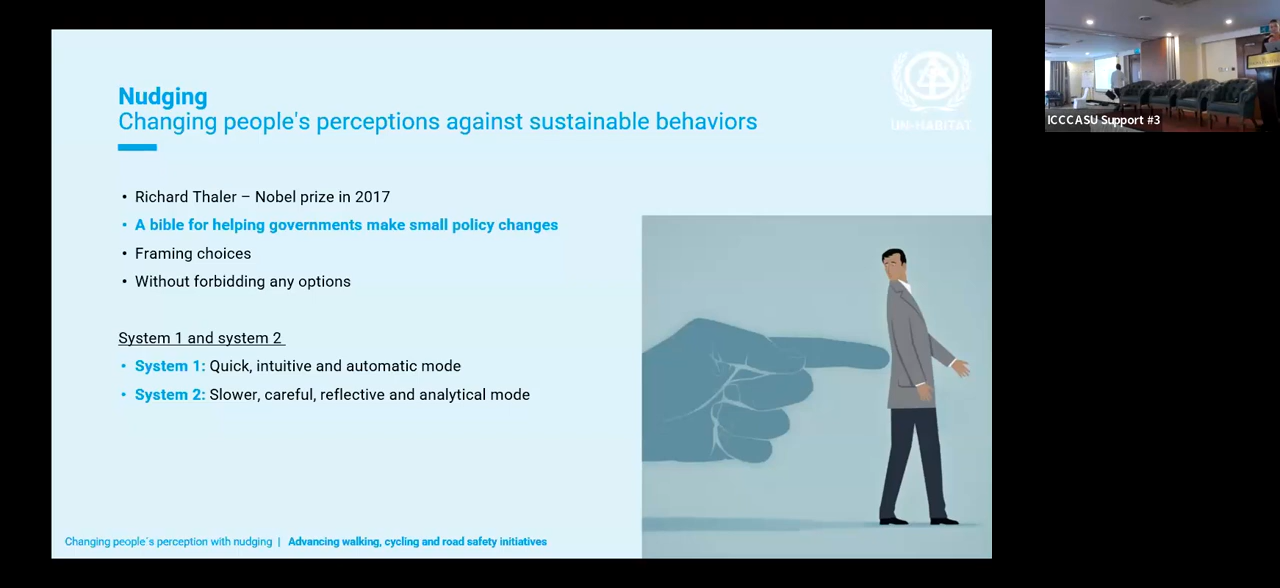 Nudging
Changing people's perceptions against sustainable behaviors
UN-HABITAT
• Richard Thaler – Nobel prize in 2017
• A bible for helping governments make small policy changes
• Framing choices
• Without forbidding any options
System 1 and system 2
• System 1: Quick, intuitive and automatic mode
• System 2: Slower, careful, reflective and analytical mode
Changing people´s perception with nudging | Advancing walking, cycling and road safety initiatives
ICCCASU Support #3